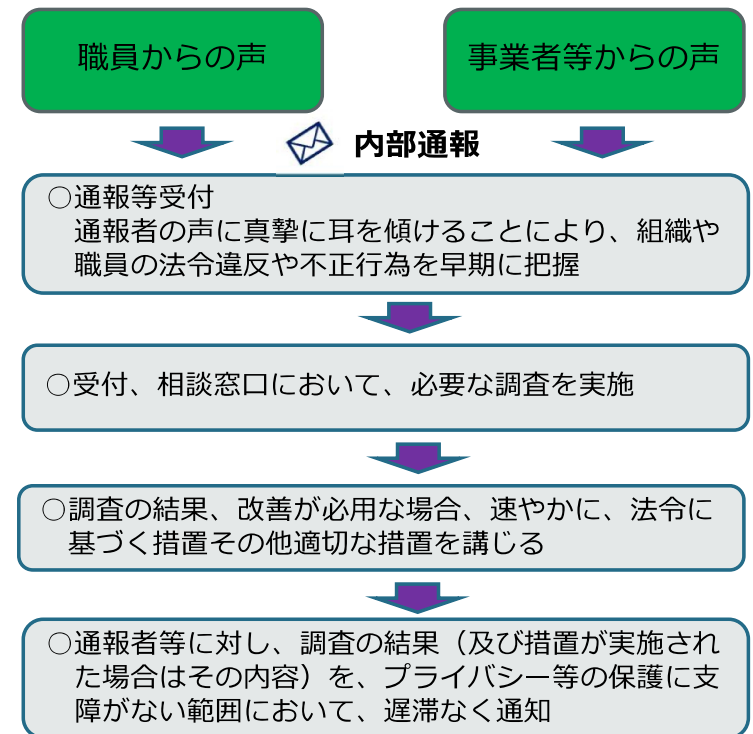 職員からの声
事業者等からの声
内部通報
○通報等受付
通報者の声に真摯に耳を傾けることにより、組織や
職員の法令違反や不正行為を早期に把握
○受付、相談窓口において、必要な調査を実施
○調査の結果、改善が必用な場合、速やかに、法令に
基づく措置その他適切な措置を講じる
○通報者等に対し、調査の結果（及び措置が実施され
た場合はその内容）を、プライバシー等の保護に支
障がない範囲において、遅滞なく通知